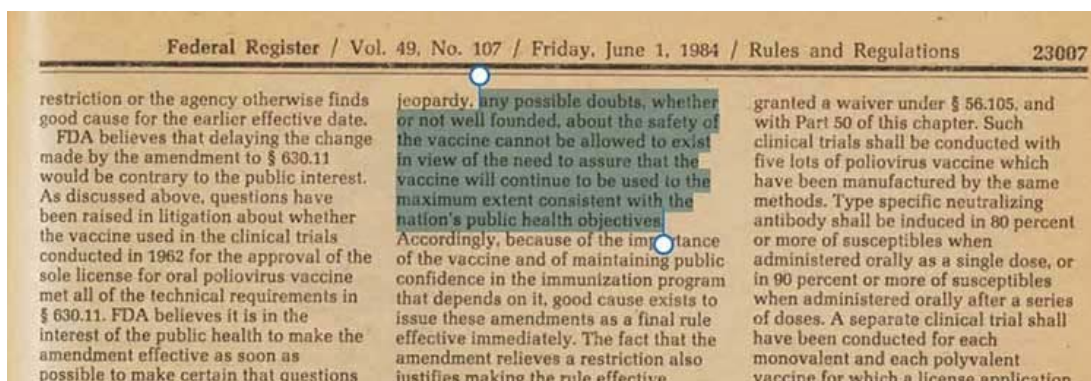 Federal Register / Vol. 49, No. 107 / Friday, June 1, 1984 / Rules and Regulations 23007
restriction or the agency otherwise finds
good cause for the earlier effective date.
FDA believes that delaying the change
made by the amendment to § 630.11
would be contrary to the public interest.
As discussed above, questions have
been raised in litigation about whether
the vaccine used in the clinical trials
conducted in 1962 for the approval of the
sole license for oral poliovirus vaccine
met all of the technical requirements in
§ 630.11. FDA believes it is in the
interest of the public health to make the
amendment effective as soon as
possible to make certain that questions
jeopardy, any possible doubts, whether
or not well founded, about the safety of
the vaccine cannot be allowed to exist
in view of the need to assure that the
vaccine will continue to be used to the
maximum extent consistent with the
nation's public health objectives
Accordingly, because of the importance
of the vaccine and of maintaining public
confidence in the immunization program
that depends on it, good cause exists to
issue these amendments as a final rule
effective immediately. The fact that the
amendment relieves a restriction also
justifies making the rule effective
granted a waiver under § 56.105, and
with Part 50 of this chapter. Such
clinical trials shall be conducted with
five lots of poliovirus vaccine which
have been manufactured by the same
methods. Type specific neutralizing
antibody shall be induced in 80 percent
or more of susceptibles when
administered orally as a single dose, or
in 90 percent or more of susceptibles
when administered orally after a series
of doses. A separate clinical trial shall
have been conducted for each
monovalent and each polyvalent
vaccine for which a license application